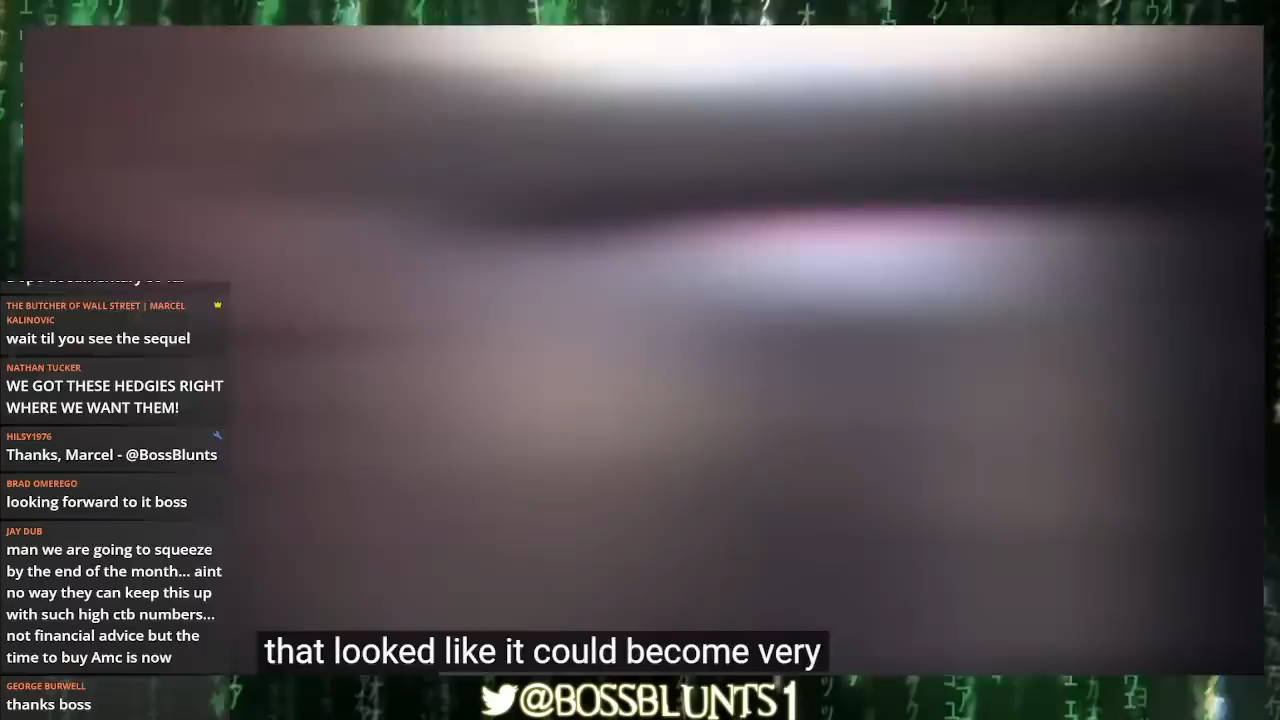 THE BUTCHER OF WALL STREET | MARCEL
KALINOVIC
wait til you see the sequel
NATHAN TUCKER
WE GOT THESE HEDGIES RIGHT
WHERE WE WANT THEM!
HILSY1976
Thanks, Marcel - @BossBlunts
BRAD OMEREGO
looking forward to it boss
JAY DUB
man we are going to squeeze
by the end of the month... aint
no way they can keep this up
with such high ctb numbers...
not financial advice but the
time to buy Amc is now
GEORGE BURWELL
thanks boss
that looked like it could become very
@BOSSBLUNTS1